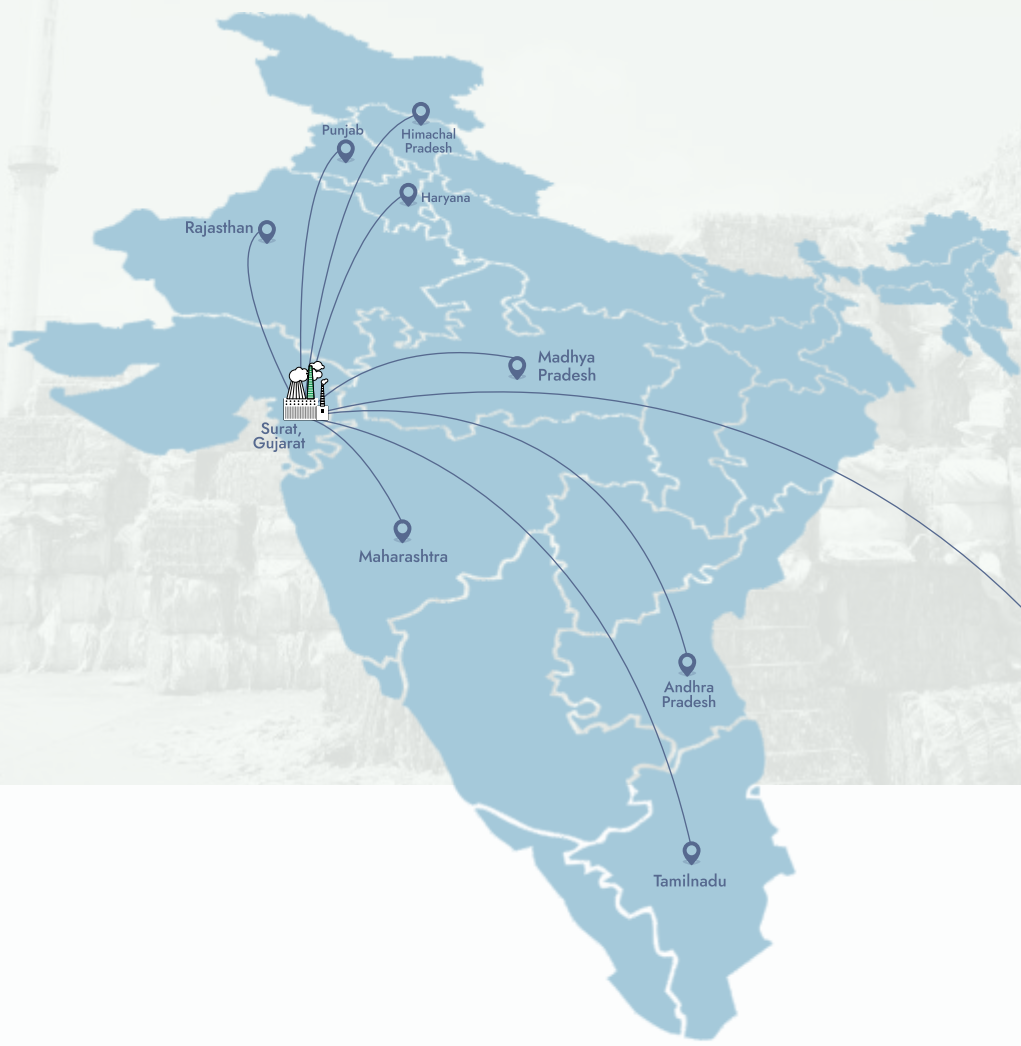 Punjab
Himachal
Pradesh
Haryana
Rajasthan
Madhya
Pradesh
Surat,
Gujarat
Maharashtra
Andhra
Pradesh
Tamilnadu